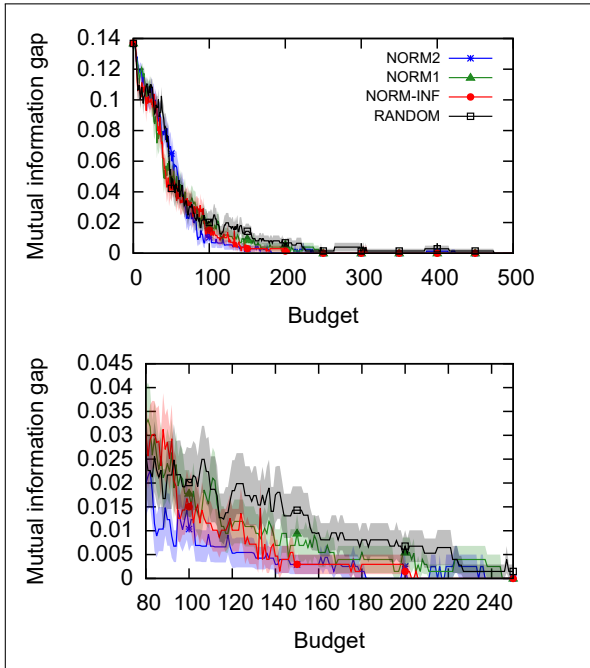 Mutual information gap
0.14
0.12
0.1
0.08
0.06
0.04
0.02
0
NORM2
NORM1
NORM-INF
RANDOM
0 100 200 300 400 500
Budget
Mutual information gap
0.045
0.04
0.035
0.03
0.025
0.02
0.015
0.01
0.005
0
80 100 120 140 160 180 200 220 240
Budget